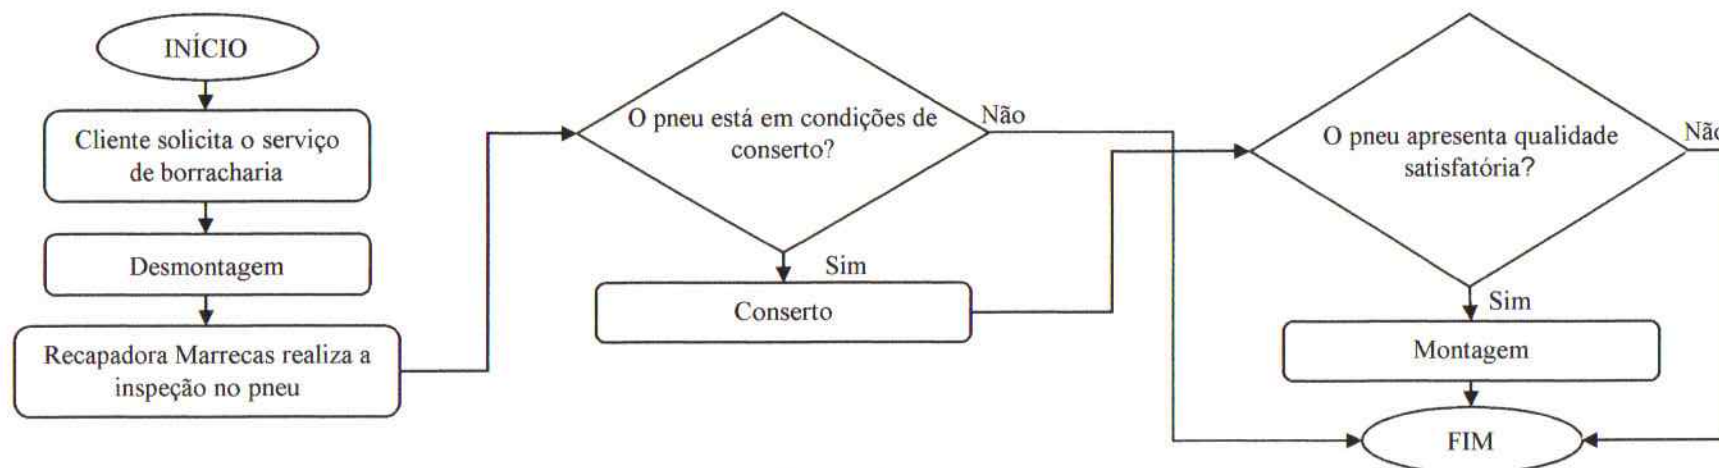 INÍCIO
Cliente solicita o serviço
de borracharia
Desmontagem
Recapadora Marrecas realiza a
inspeção no pneu
O pneu está em condições de
conserto?
Não
Sim
Conserto
O pneu apresenta qualidade
satisfatória?
Não
Sim
Montagem
FIM